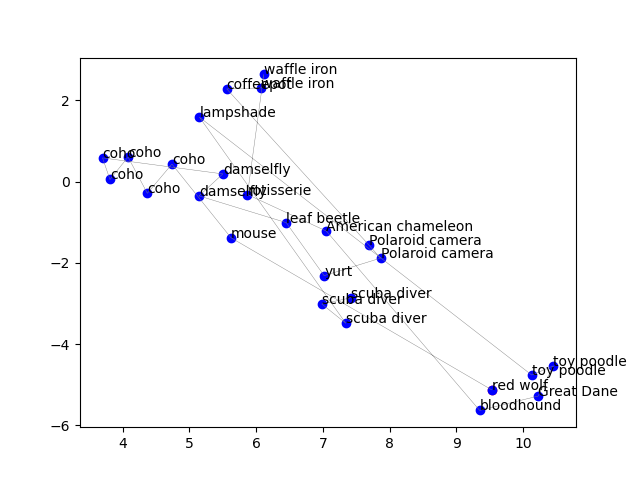 waffle iron
coffeepot
waffle iron
lampshade
coho
coho
coho
coho
coho
damselfly
damselfly
rotisserie
leaf beetle
American chameleon
mouse
Polaroid camera
Polaroid camera
yurt
scuba diver
scuba diver
scuba diver
toy poodle
toy poodle
red wolf
Great Dane
bloodhound
2
0
−2
−4
−6
4
5
6
7
8
9
10